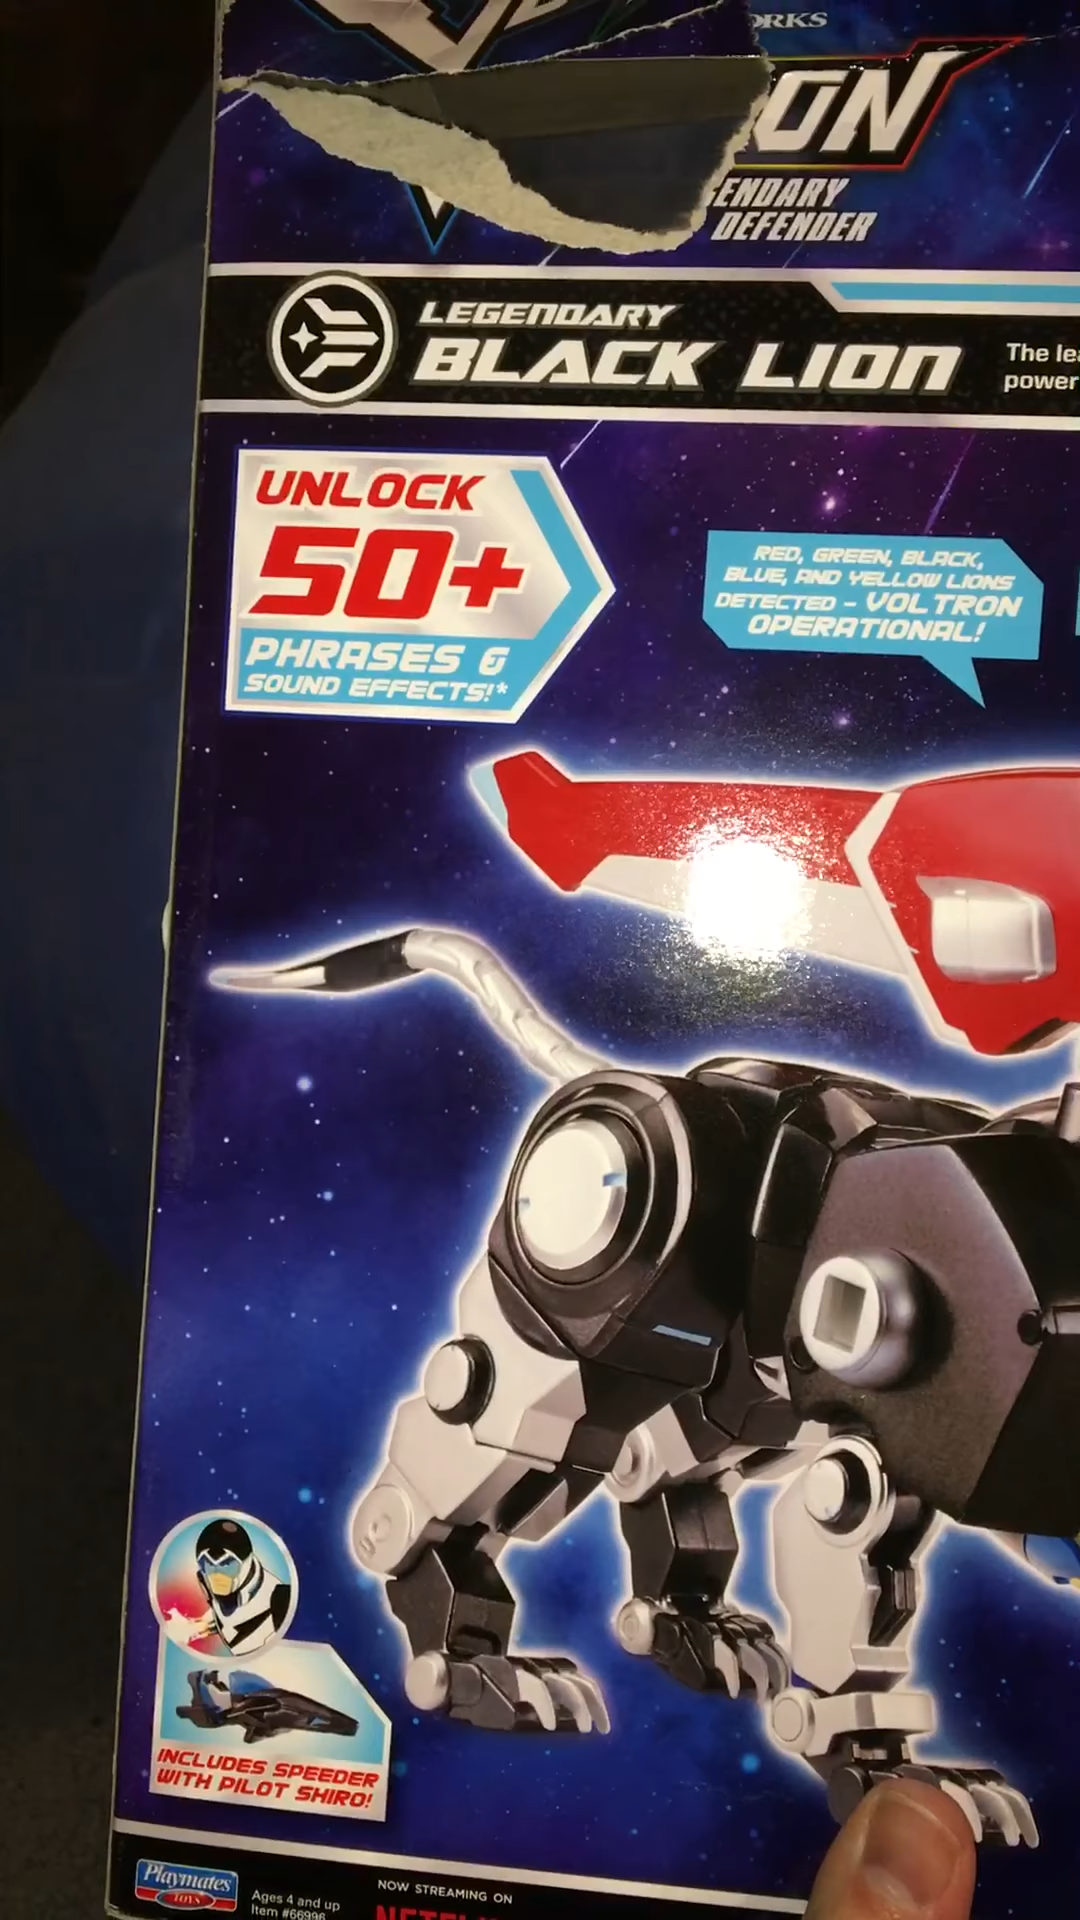 ORKS
ON
GENDARY
DEFENDER
LEGENDARY
BLACK LION
The lea
power
UNLOCK
50+
PHRASES &
SOUND EFFECTS!*
RED, GREEN, BLACK,
BLUE, AND YELLOW LIONS
DETECTED - VOLTRON
OPERATIONAL!
INCLUDES SPEEDER
WITH PILOT SHIRO!
Playmates
TOYS
Ages 4 and up
Item #66996
NOW STREAMING ON
NETFLI